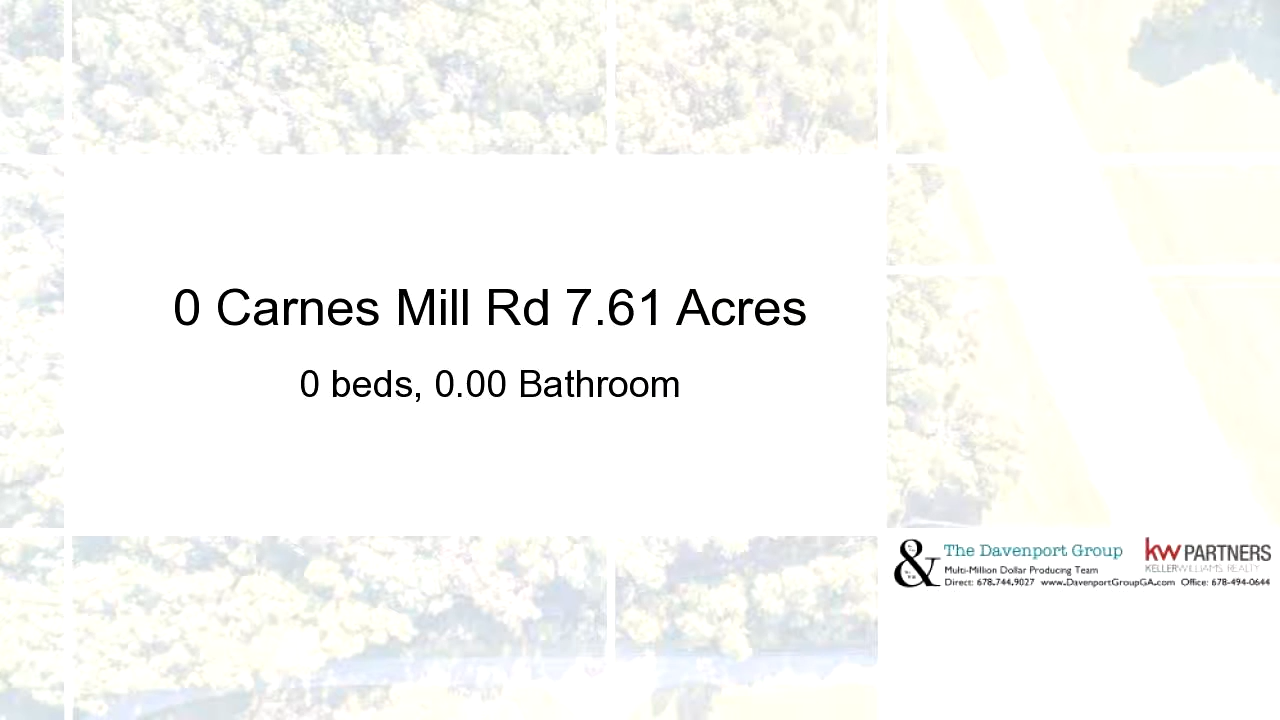 0 Carnes Mill Rd 7.61 Acres
0 beds, 0.00 Bathroom
& The Davenport Group
Multi-Million Dollar Producing Team
Direct: 678.744.9027 www.DavenportGroupGA.com Office: 678-494-0644
kw PARTNERS
KELLERWILLIAMS. REALTY